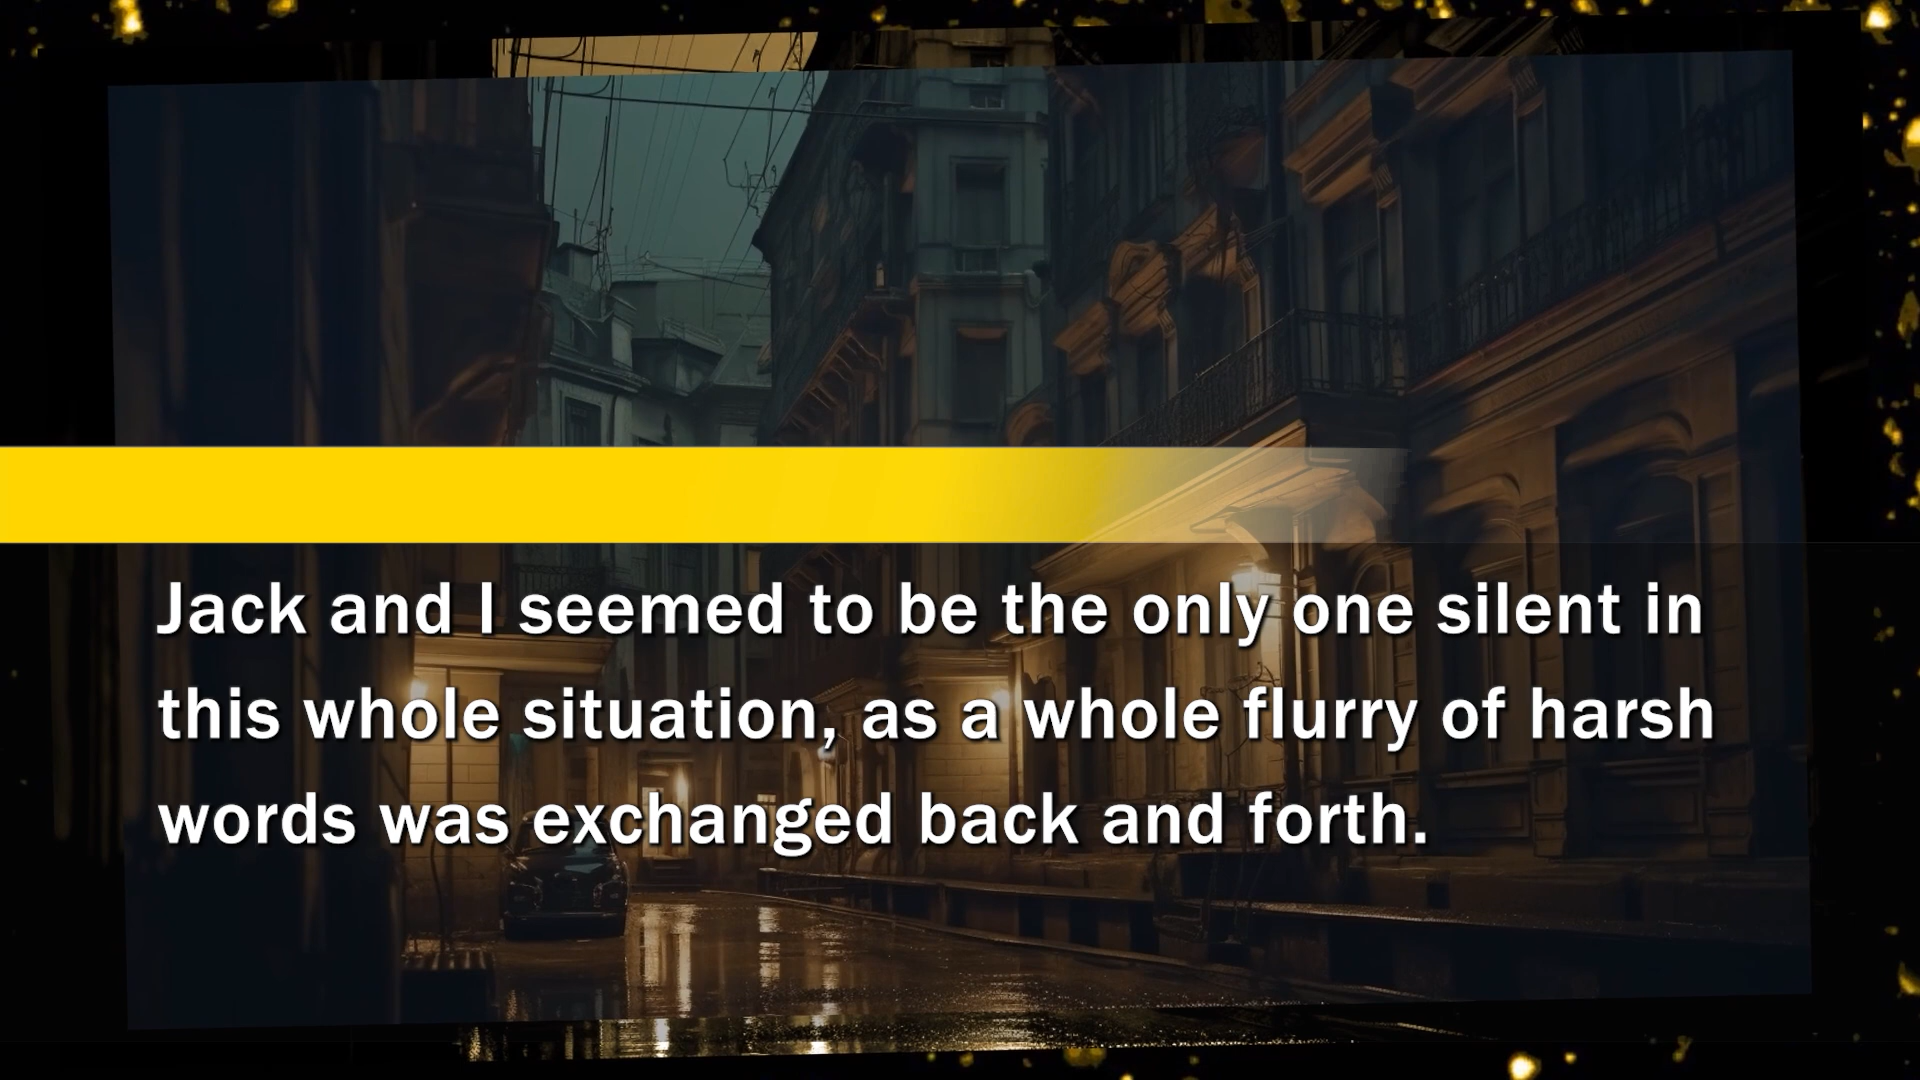 Jack and I seemed to be the only one silent in
this whole situation, as a whole flurry of harsh
words was exchanged back and forth.